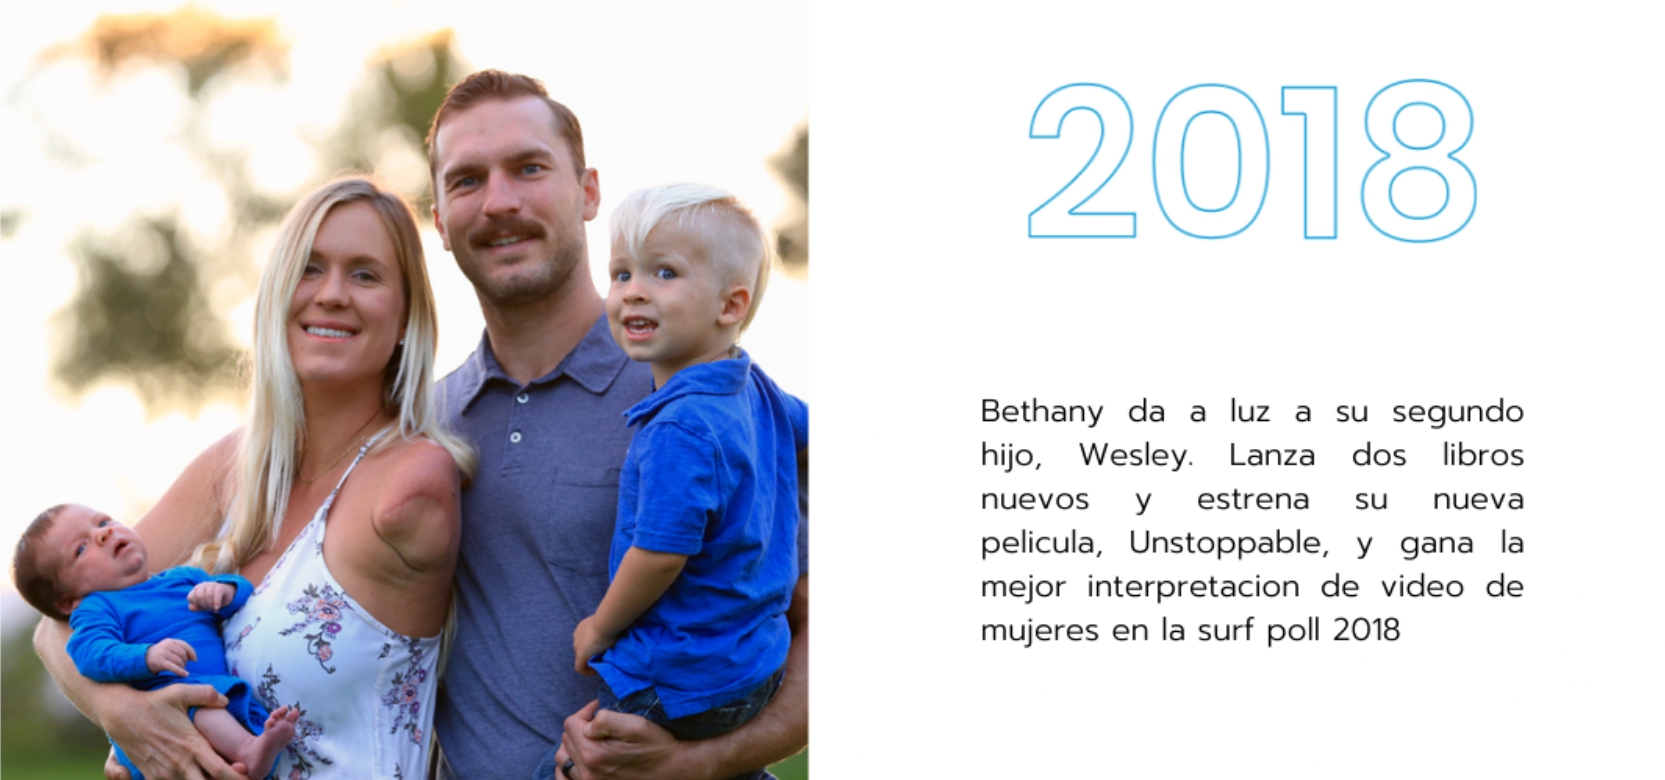 2018
Bethany da a luz a su segundo
hijo, Wesley. Lanza dos libros
nuevos y estrena su nueva
pelicula, Unstoppable, y gana la
mejor interpretacion de video de
mujeres en la surf poll 2018